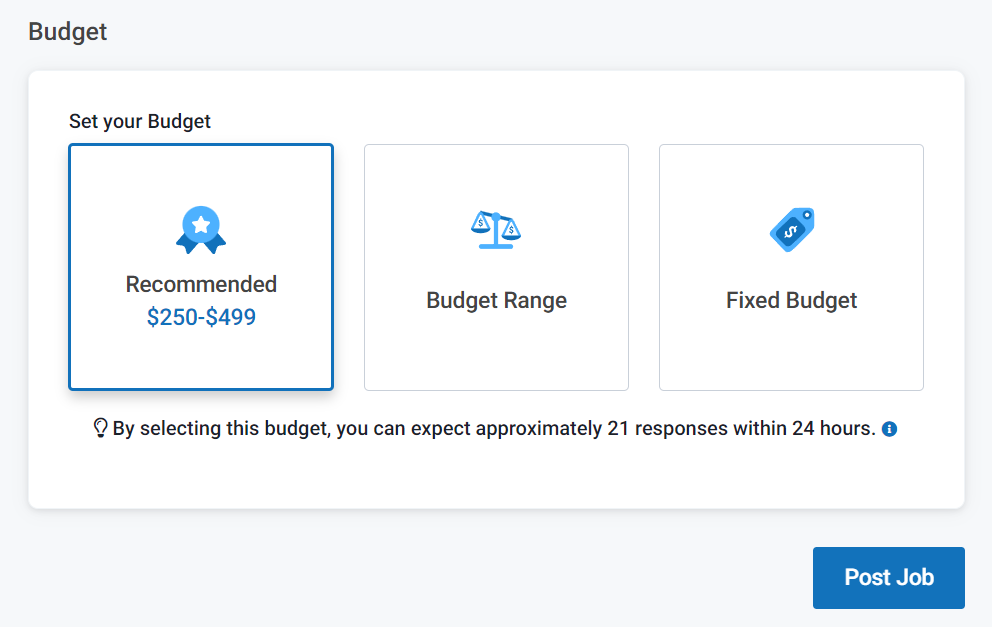 Budget
Set your Budget
Recommended
$250-$499
Budget Range
Fixed Budget
By selecting this budget, you can expect approximately 21 responses within 24 hours.
Post Job